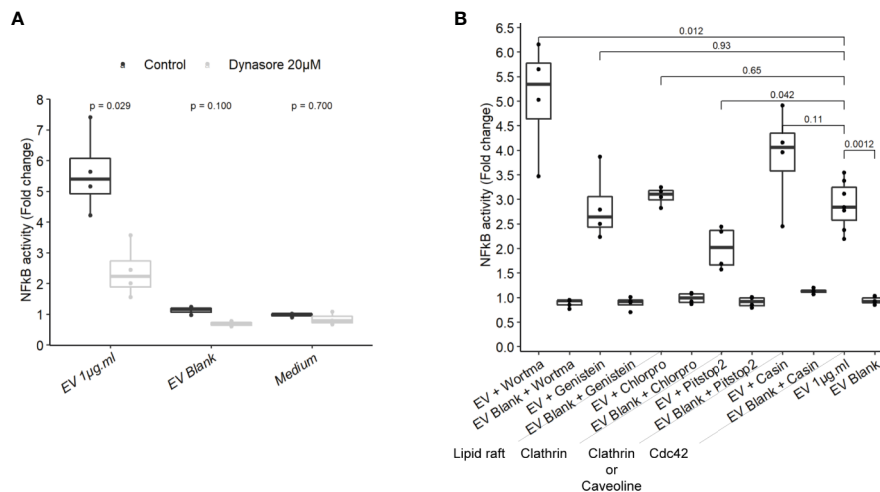 A
Control Dynasore 20µM
p = 0.029 p = 0.100 p = 0.700
NFkB activity (Fold change)
8
7
6
5
4
3
2
1
0
EV 1µg.ml
EV Blank
Medium
B
NFkB activity (Fold change)
6.5
6.0
5.5
5.0
4.5
4.0
3.5
3.0
2.5
2.0
1.5
1.0
0.5
0.0
0.012
0.93
0.65
0.042
0.11
0.0012
EV + Wortma
EV Blank + Wortma
EV + Genistein
EV Blank + Genistein
EV + Chlorpro
EV Blank + Chlorpro
EV + Pitstop2
EV Blank + Pitstop2
EV + Casin
EV Blank + Casin
EV 1µg.ml
EV Blank
Lipid raft Clathrin Clathrin Cdc42
or
Caveoline